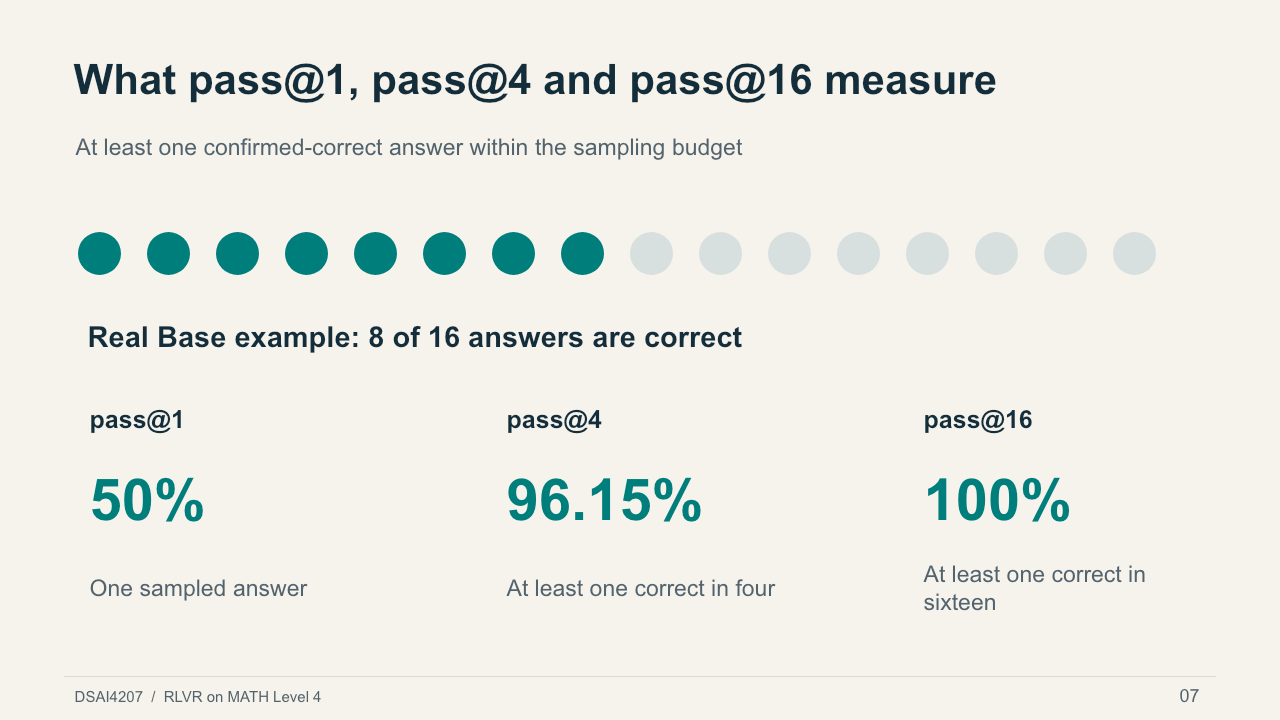 What pass@1, pass@4 and pass@16 measure
At least one confirmed-correct answer within the sampling budget
Real Base example: 8 of 16 answers are correct
pass@1
pass@4
pass@16
50%
96.15%
100%
One sampled answer
At least one correct in four
At least one correct in
sixteen
DSAI4207 / RLVR on MATH Level 4
07